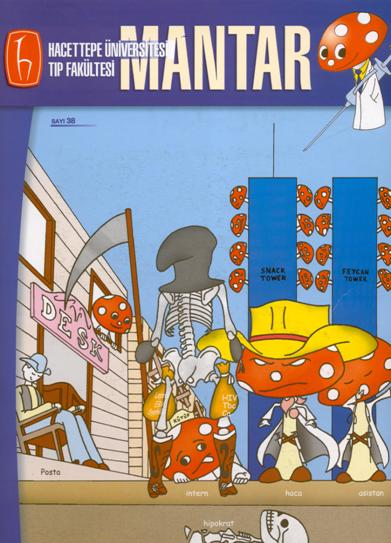 HACETTEPE ÜNİVERSİTESİ
TIP FAKÜLTESİ
MANTAR
SAYI 38
SNACK
TOWER
FEYCAN
TOWER
DESK
HIV
Tbc
Posta
intern
hoca
asistan
hipokrat